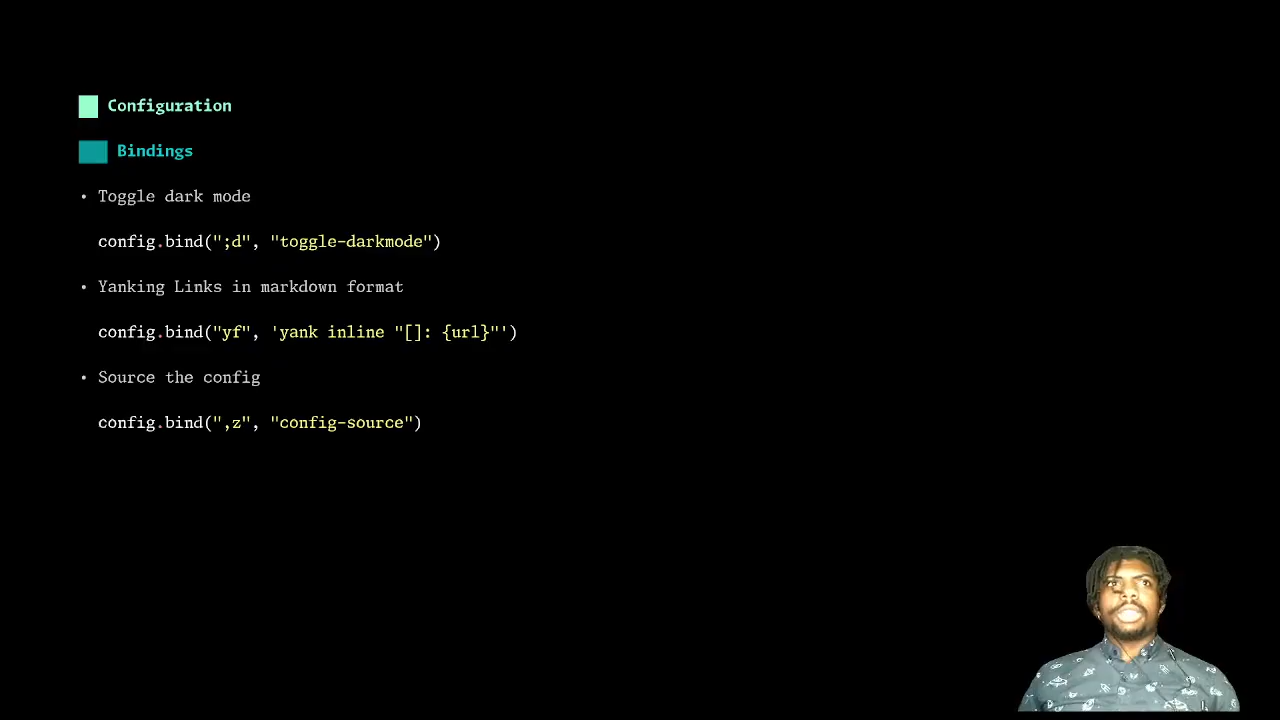 Configuration
Bindings
• Toggle dark mode
config.bind(";d", "toggle-darkmode")
• Yanking Links in markdown format
config.bind("yf", 'yank inline "[]: {url}"')
• Source the config
config.bind(",z", "config-source")